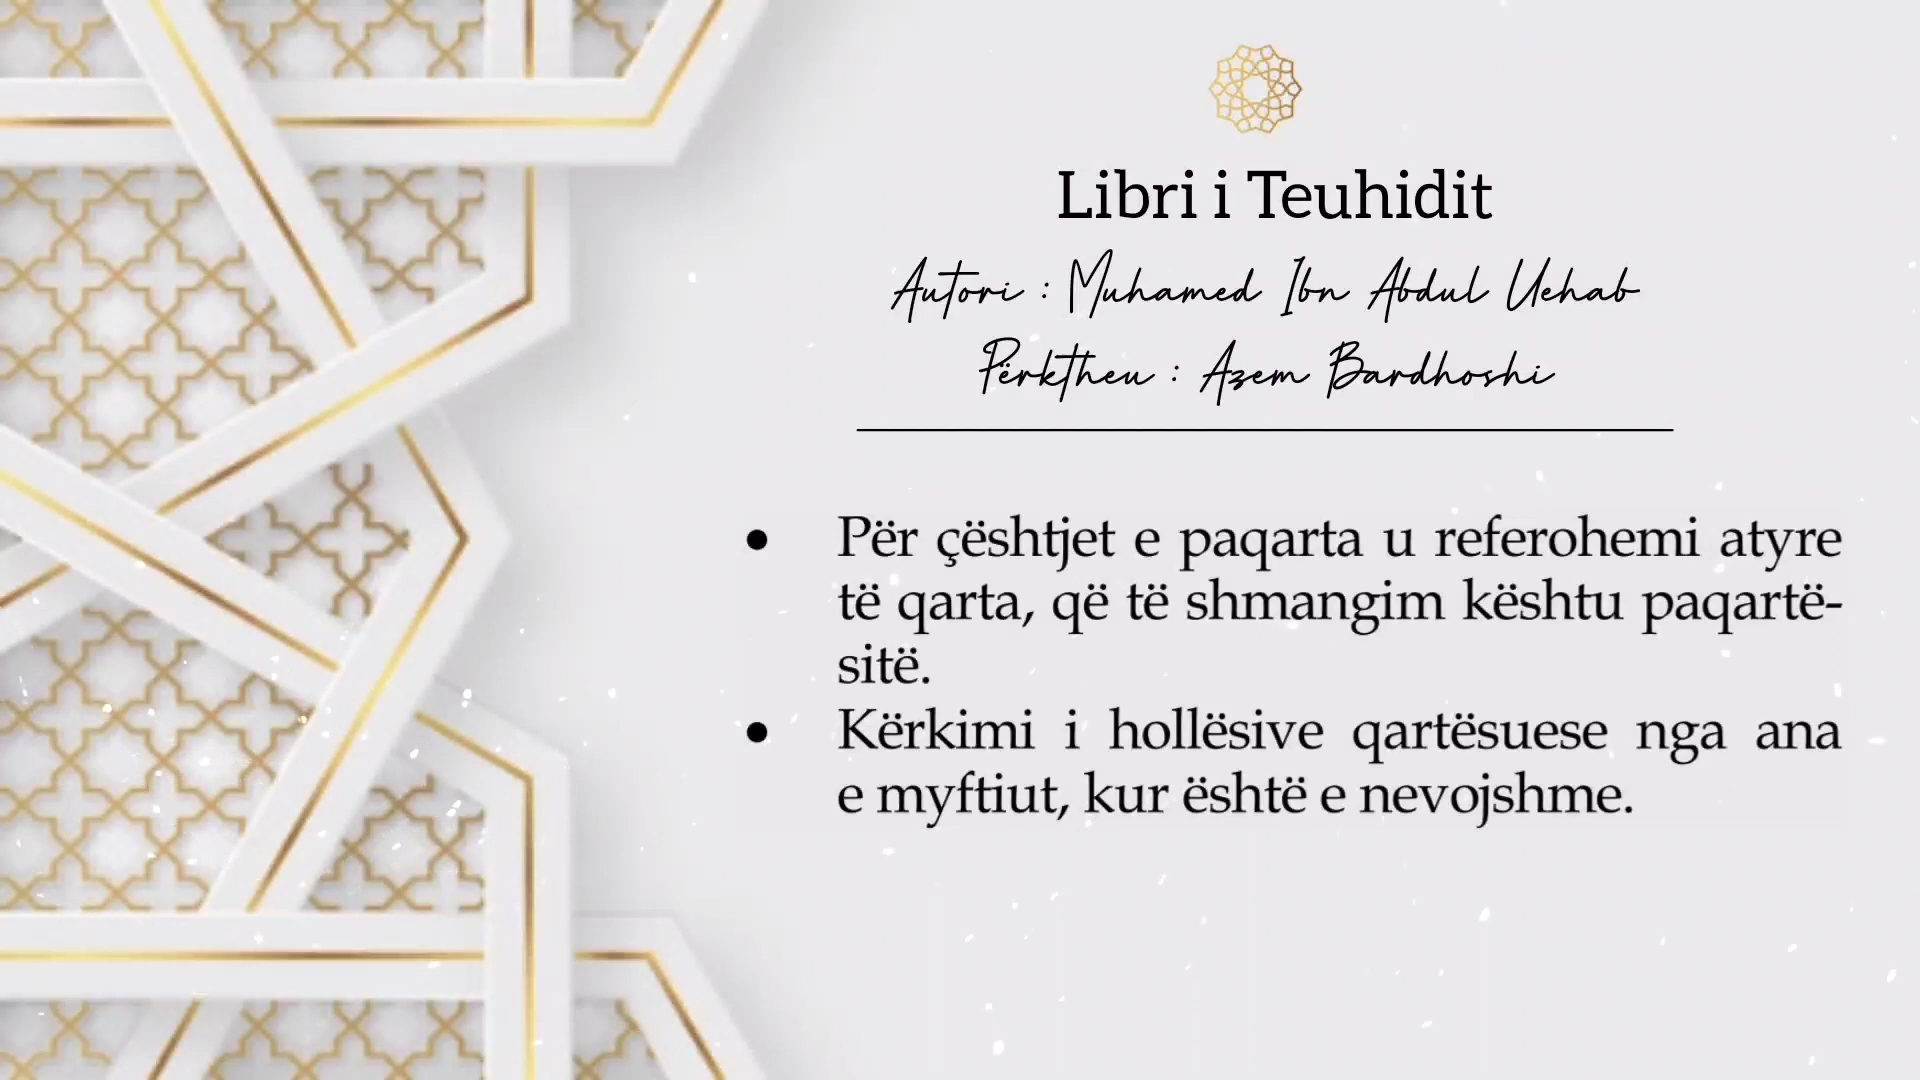 Libri i Teuhidit
Autori : Muhamed Ibn Abdul Uehab
Përktheu : Azem Bardhoshi
• Për çështjet e paqarta u referohemi atyre
të qarta, që të shmangim kështu paqartë-
sitë.
• Kërkimi i hollësive qartësuese nga ana
e myftiut, kur është e nevojshme.